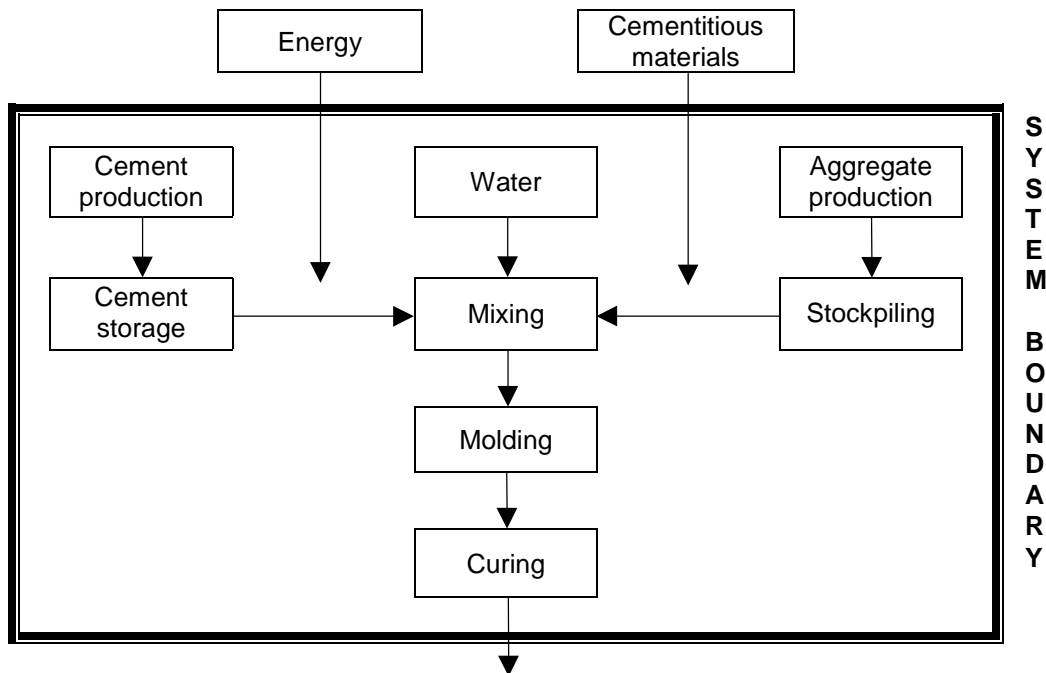 Energy
Cementitious
materials
Cement
production
Water
Aggregate
production
Cement
storage
Mixing
Stockpiling
Molding
Curing
S
Y
S
T
E
M
B
O
U
N
D
A
R
Y